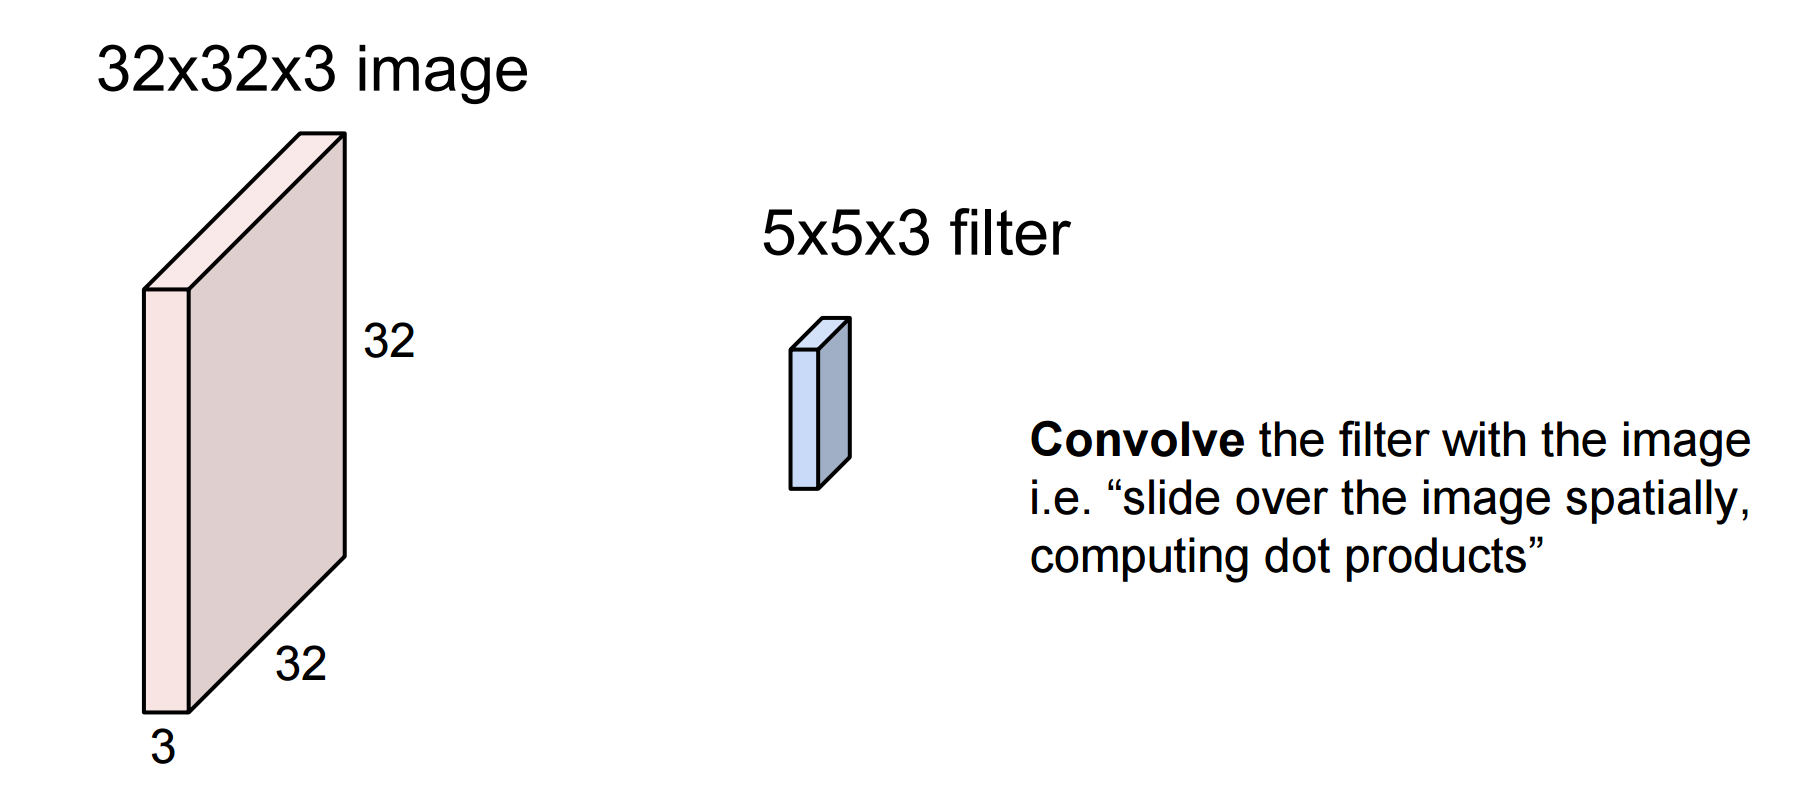 32x32x3 image
5x5x3 filter
32
Convolve the filter with the image
i.e. “slide over the image spatially,
computing dot products”
32
3